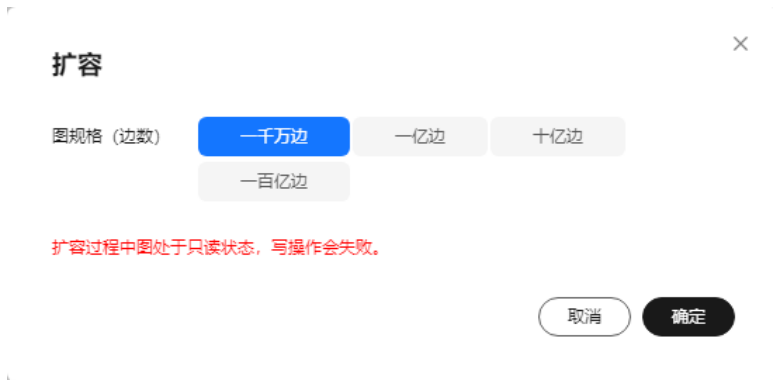 扩容
图规格（边数） 一千万边 一亿边 十亿边
一百亿边
扩容过程中图处于只读状态，写操作会失败。
取消 确定